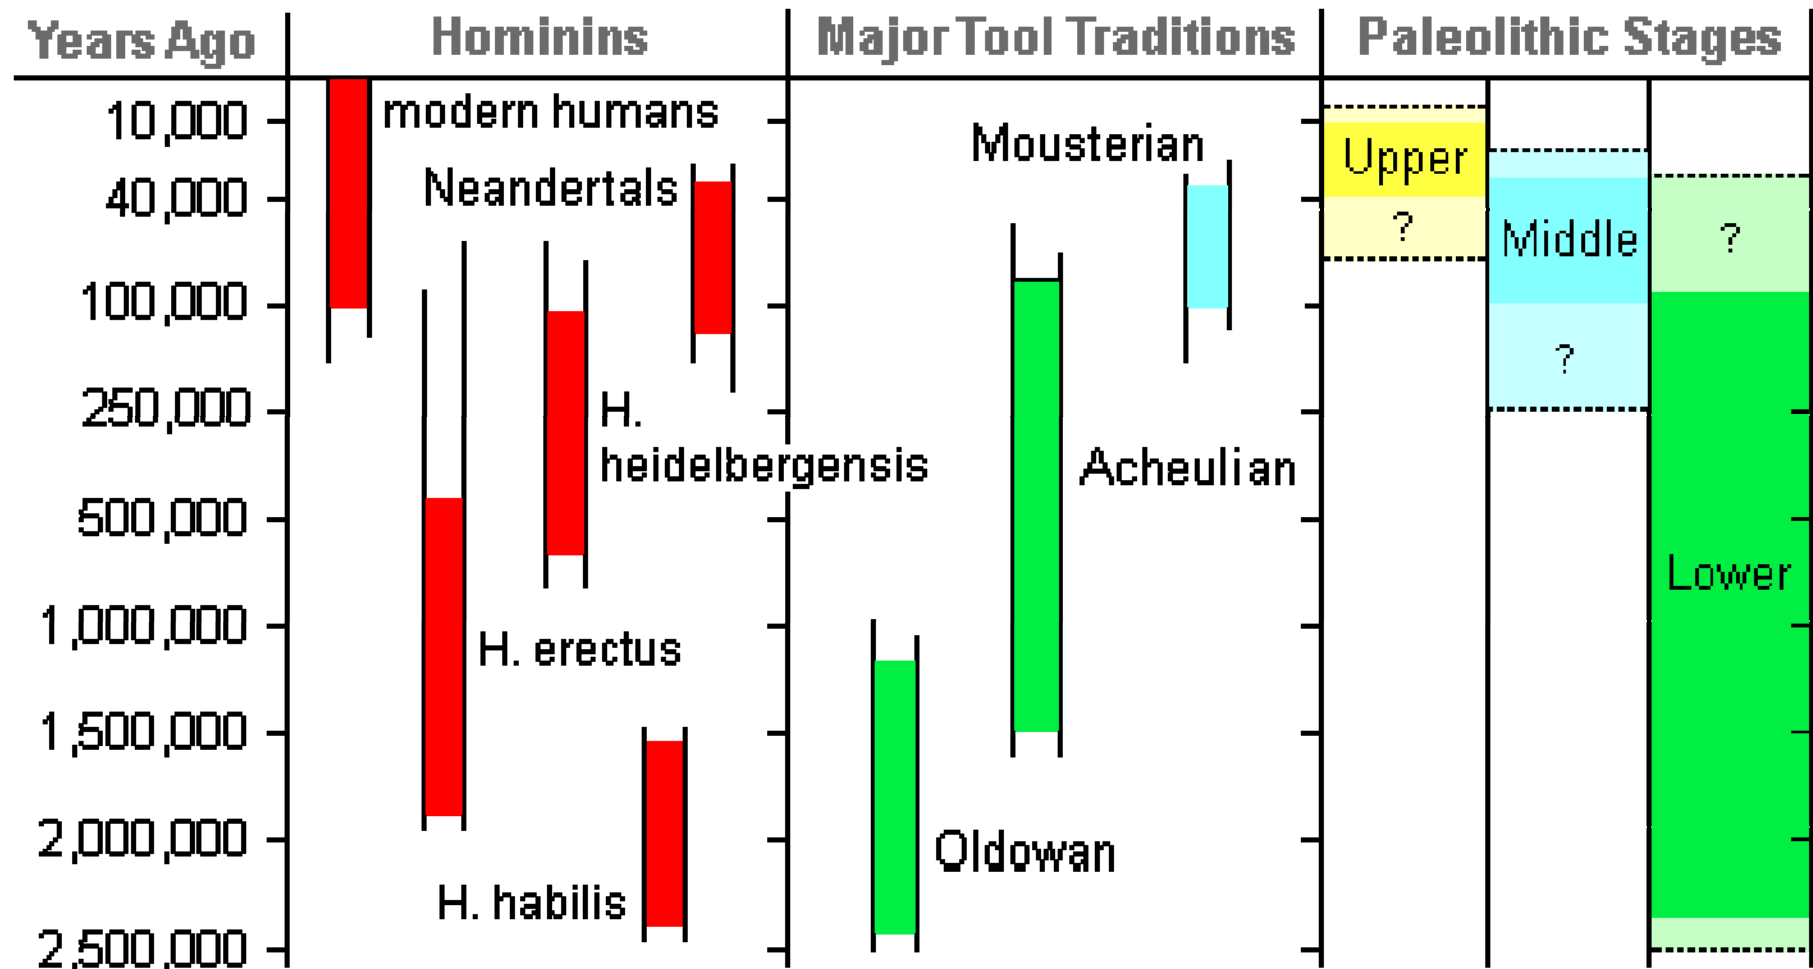 Years Ago
Hominins
Major Tool Traditions
Paleolithic Stages
10,000
40,000
100,000
250,000
500,000
1,000,000
1,500,000
2,000,000
2,500,000
modern humans
Neandertals
H.
heidelbergensis
H. erectus
H. habilis
Mousterian
Acheulian
Oldowan
Upper
?
Middle
?
?
Lower